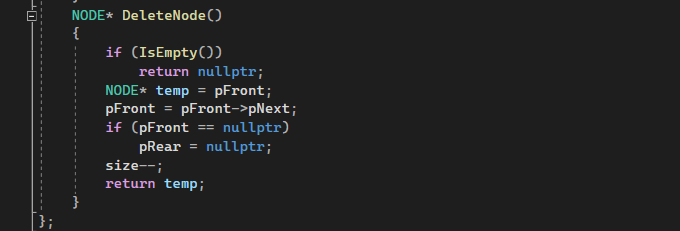 NODE* DeleteNode()
{
if (IsEmpty())
return nullptr;
NODE* temp = pFront;
pFront = pFront->pNext;
if (pFront == nullptr)
pRear = nullptr;
size--;
return temp;
}
};